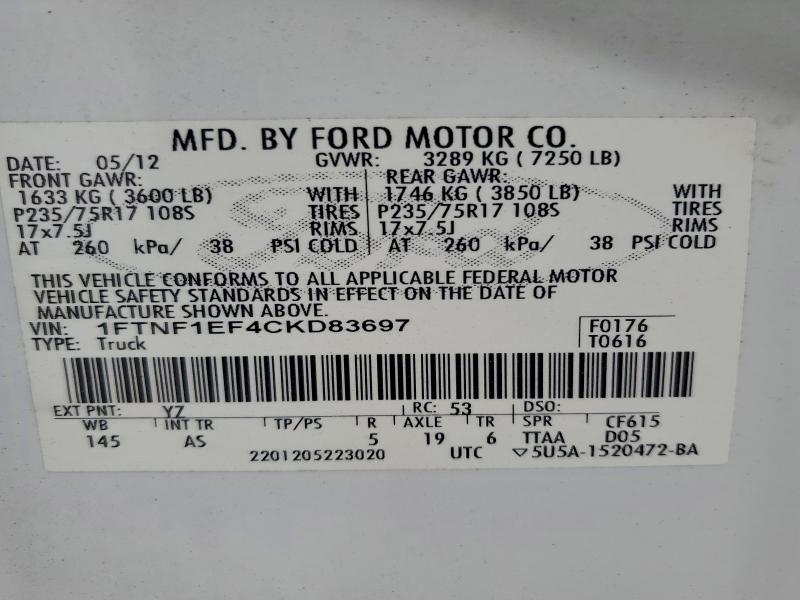 MFD. BY FORD MOTOR CO.
DATE: 05/12 GVWR: 3289 KG ( 7250 LB)
FRONT GAWR: REAR GAWR:
1633 KG ( 3600 LB) WITH 1746 KG ( 3850 LB) WITH
P235/75R17 108S TIRES P235/75R17 108S TIRES
17x7.5J RIMS 17x7.5J RIMS
AT 260 kPa/ 38 PSI COLD AT 260 kPa/ 38 PSI COLD
THIS VEHICLE CONFORMS TO ALL APPLICABLE FEDERAL MOTOR
VEHICLE SAFETY STANDARDS IN EFFECT ON THE DATE OF
MANUFACTURE SHOWN ABOVE.
VIN: 1FTNF1EF4CKD83697 F0176
TYPE: Truck T0616
EXT PNT: YZ RC: 53 DSO:
WB INT TR TP/PS R AXLE TR SPR CF615
145 AS 5 19 6 TTAA D05
2201205223020 UTC ▽5U5A-1520472-BA